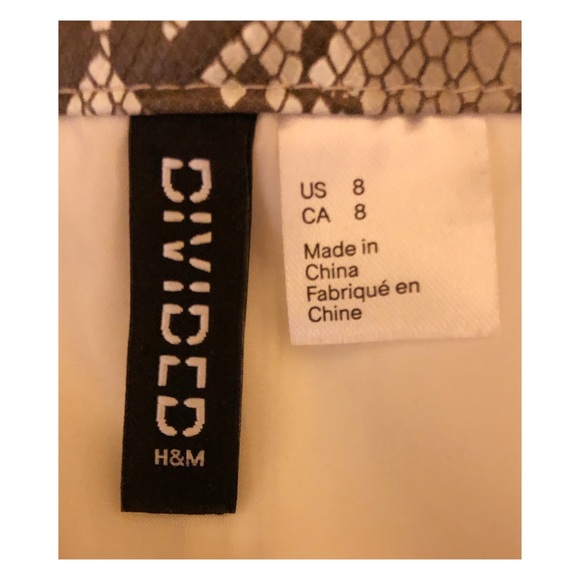 DIVIDED
H&M
US 8
CA 8
Made in
China
Fabriqué en
Chine